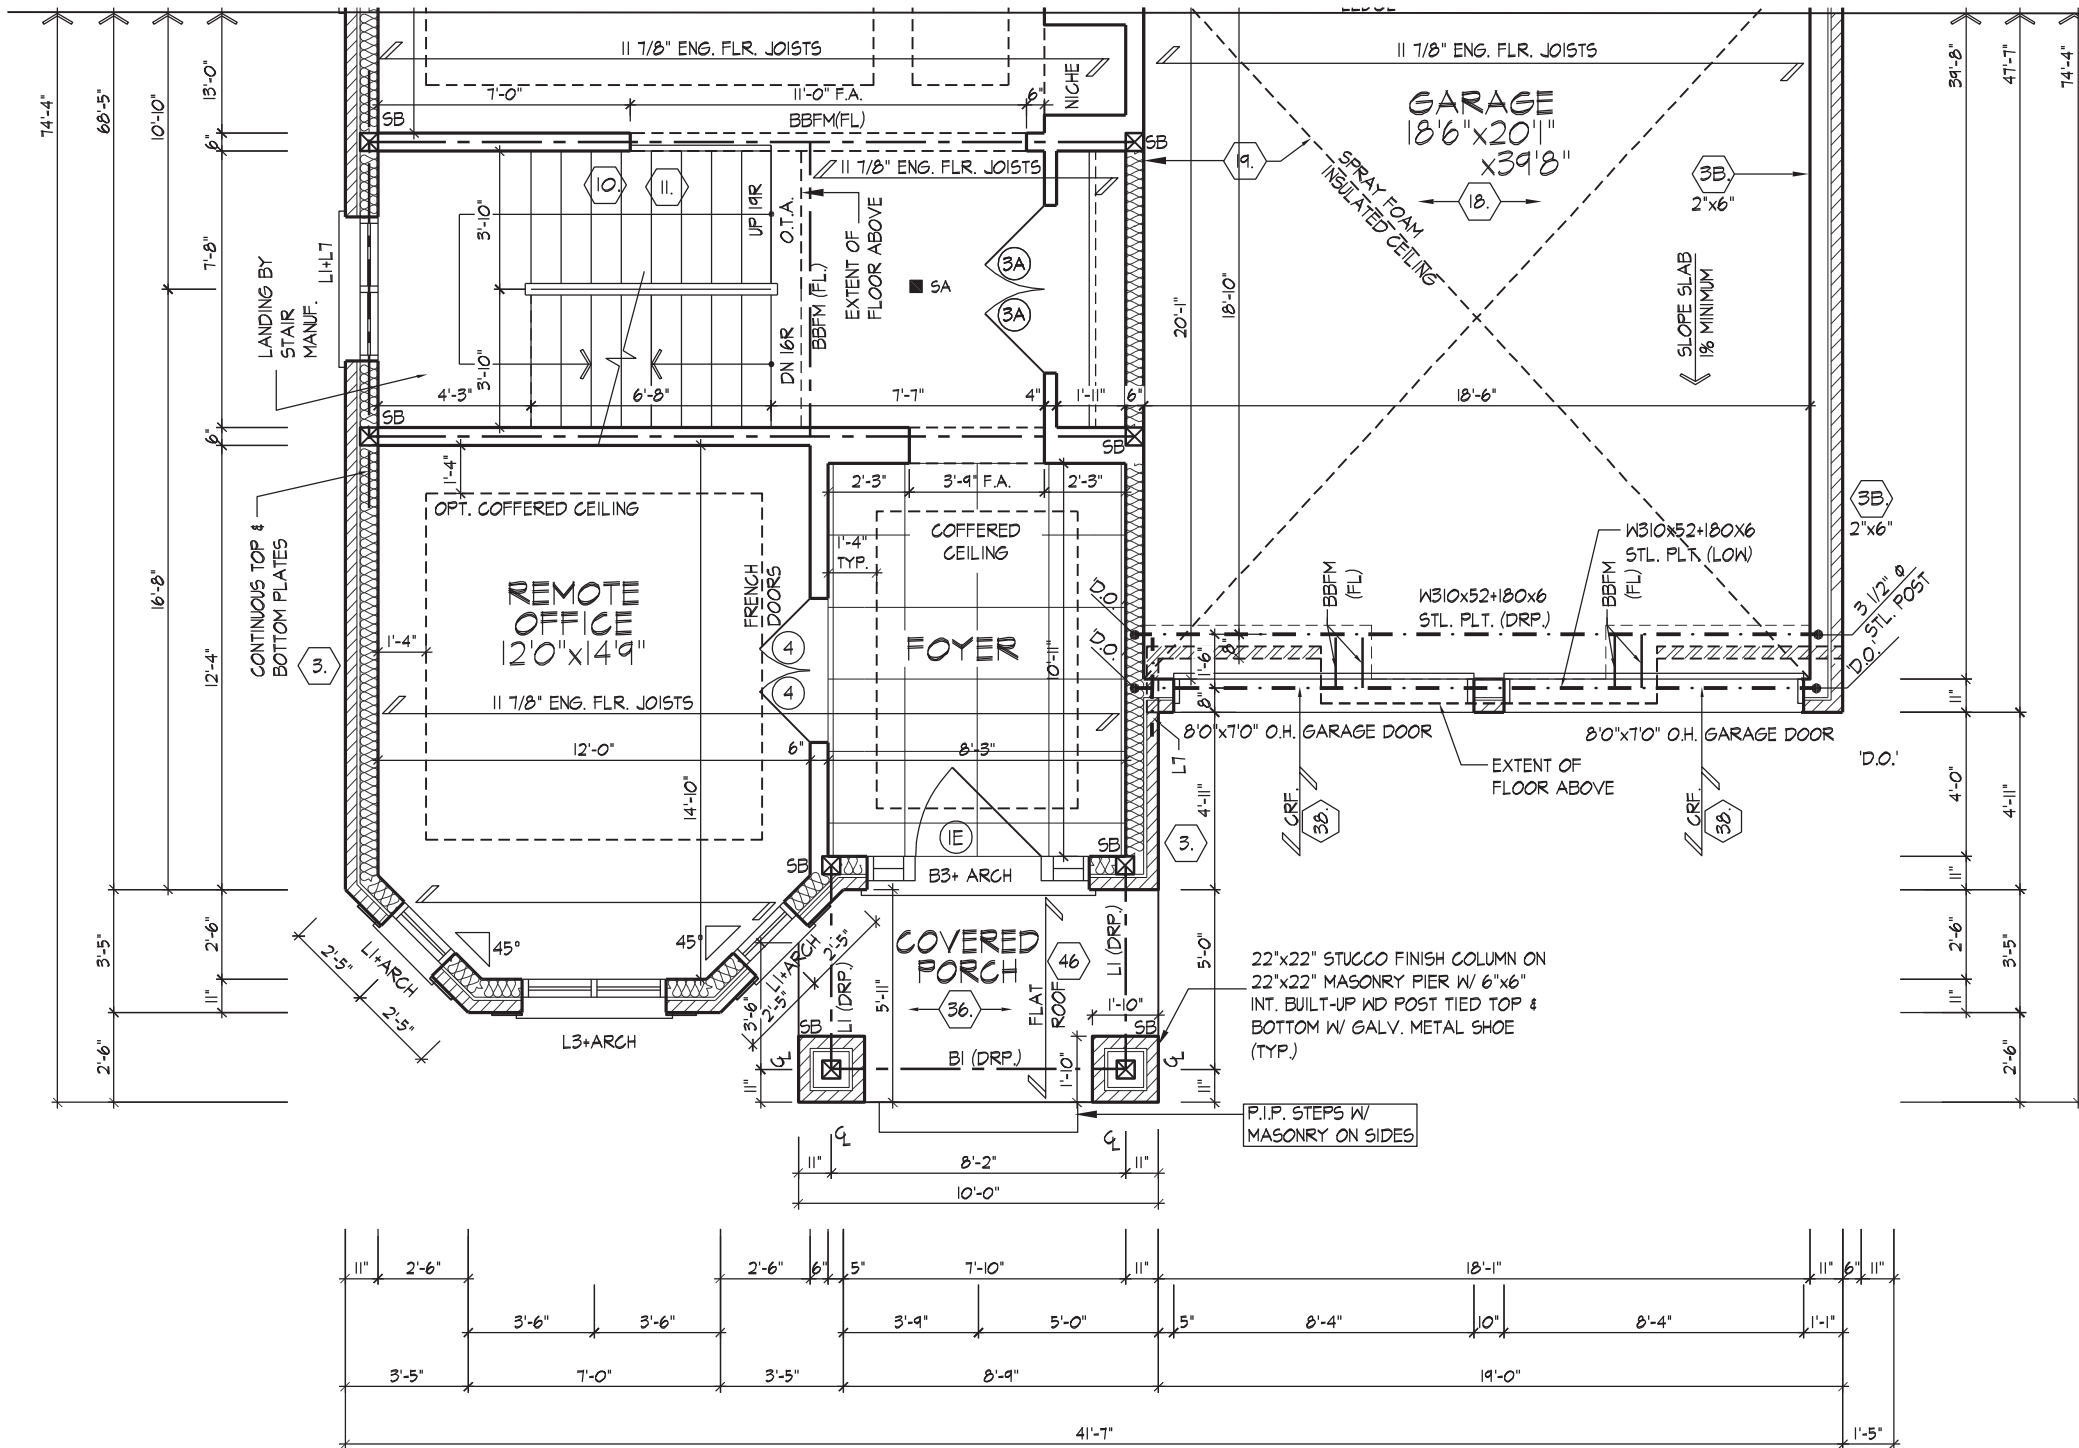 11 7/8" ENG. FLR. JOISTS
11 7/8" ENG. FLR. JOISTS
74'-4"
68'-5"
10'-10"
13'-0"
39'-8"
47'-7"
74'-4"
SB
7'-0"
11'-0" F.A.
6"
NICHE
BBFM(FL)
GARAGE
18'6"x20'1"
x39'8"
6"
SB
19.
11 7/8" ENG. FLR. JOISTS
SPRAY FOAM
INSULATED CEILING
18.
3B.
2"x6"
10.
11.
UP 19R
O.T.A.
3'-10"
7'-8"
L1+L7
LANDING BY
STAIR
MANUF.
EXTENT OF
FLOOR ABOVE
BBFM (FL.)
3A
3A
SA
20'-1"
18'-10"
SLOPE SLAB
1% MINIMUM
3'-10"
DN 16R
4'-3"
6'-8"
7'-7"
4"
1'-11"
6"
18'-6"
SB
6"
SB
1'-4"
2'-3"
3'-9" F.A.
2'-3"
OPT. COFFERED CEILING
COFFERED
CEILING
1'-4"
TYP.
CONTINUOUS TOP &
BOTTOM PLATES
3B.
2"x6"
W310x52+180X6
STL. PLT. (LOW)
W310x52+180x6
STL. PLT. (DRP.)
BBFM
(FL)
BBFM
(FL)
3 1/2" Ø
'D.O.' STL. POST
REMOTE
OFFICE
12'0"x14'9"
FRENCH
DOORS
FOYER
10'-11"
'D.O.'
'D.O.'
16'-8"
12'-4"
3.
1'-4"
4
4
1'-6"
8"
8"
11"
11 7/8" ENG. FLR. JOISTS
12'-0"
6"
8'-3"
14'-10"
L7
8'0"x7'0" O.H. GARAGE DOOR
8'0"x7'0" O.H. GARAGE DOOR
'D.O.'
EXTENT OF
FLOOR ABOVE
4'-11"
4'-0"
4'-11"
CRF.
38.
CRF.
38.
1E
3.
SB
SB
B3+ ARCH
11"
45°
45°
2'-5"
L1+ARCH
2'-5"
L1+ARCH
2'-5"
2'-5"
L3+ARCH
3'-5"
2'-6"
11"
2'-6"
COVERED
PORCH
36.
46
FLAT
ROOF
L1 (DRP.)
L1 (DRP.)
5'-11"
3'-6"
11"
SB
SB
1'-10"
1'-10"
B1 (DRP.)
5'-0"
11"
22"x22" STUCCO FINISH COLUMN ON
22"x22" MASONRY PIER W/ 6"x6"
INT. BUILT-UP WD POST TIED TOP &
BOTTOM W/ GALV. METAL SHOE
(TYP.)
2'-6"
11"
3'-5"
2'-6"
CL
CL
P.I.P. STEPS W/
MASONRY ON SIDES
CL
CL
11"
8'-2"
11"
10'-0"
11"
2'-6"
2'-6"
6"
5"
7'-10"
11"
18'-1"
11"
6"
11"
3'-6"
3'-6"
3'-9"
5'-0"
5"
8'-4"
10"
8'-4"
1'-1"
3'-5"
7'-0"
3'-5"
8'-9"
19'-0"
41'-7"
1'-5"